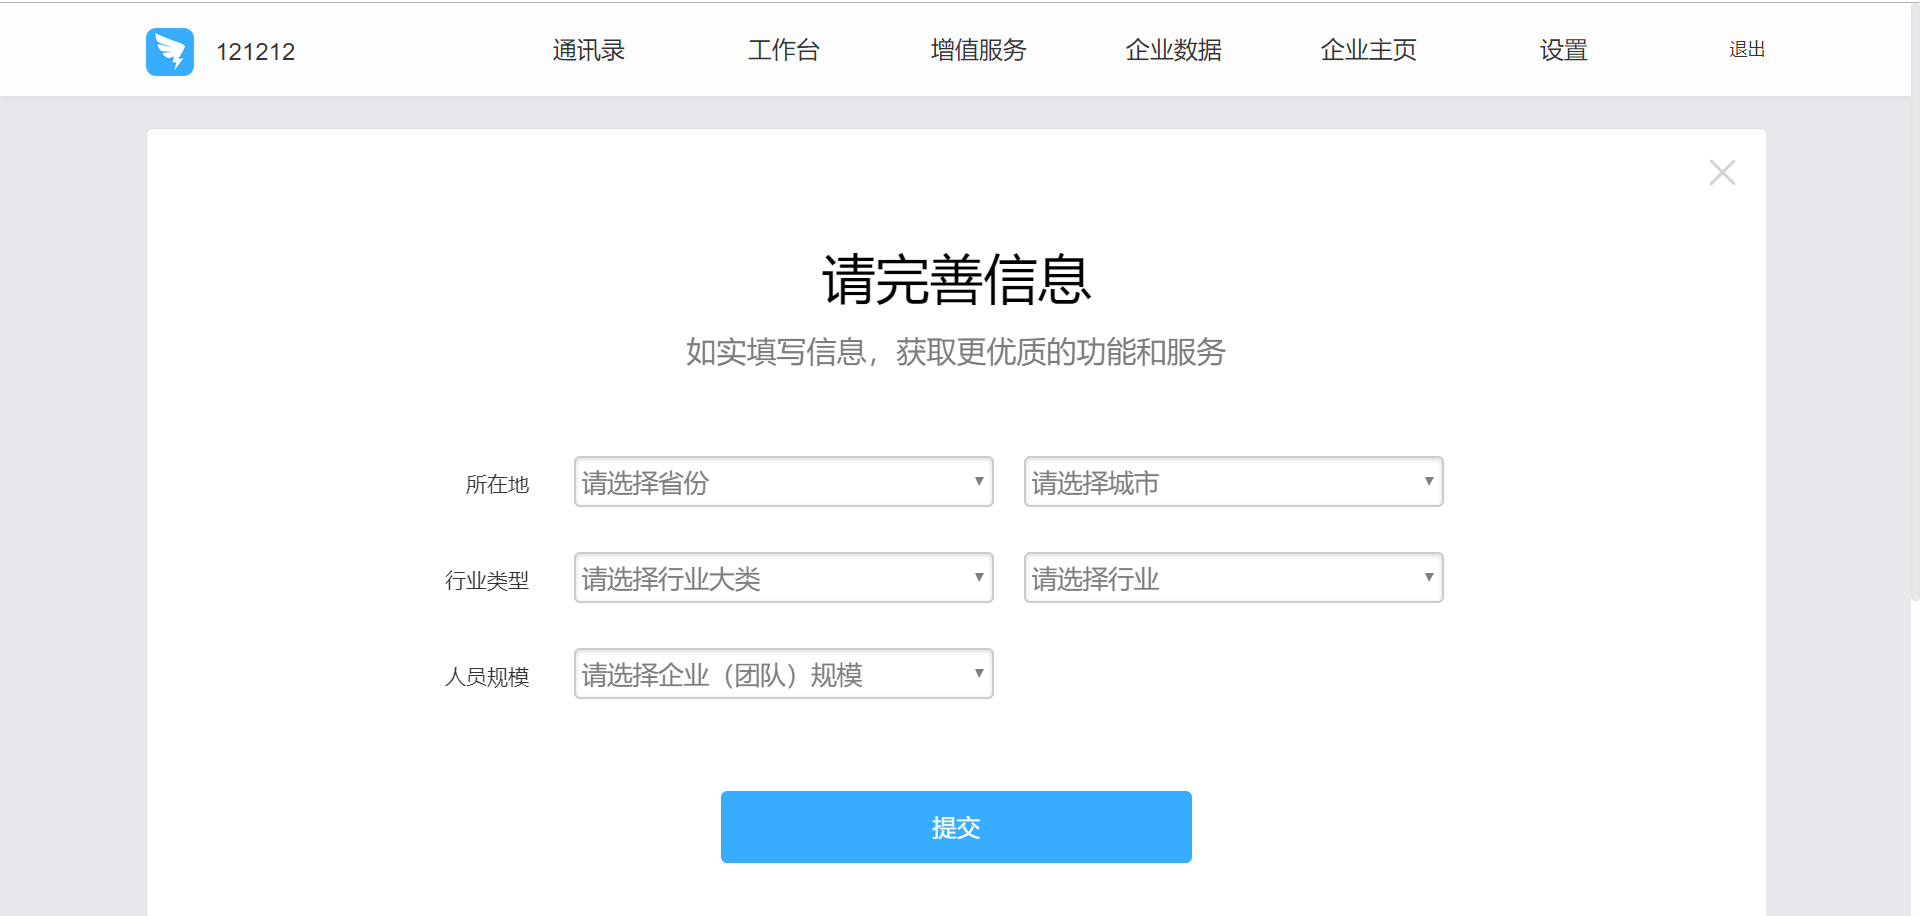 121212 通讯录 工作台 增值服务 企业数据 企业主页 设置 退出
请完善信息
如实填写信息，获取更优质的功能和服务
所在地 请选择省份 请选择城市
行业类型 请选择行业大类 请选择行业
人员规模 请选择企业（团队）规模
提交